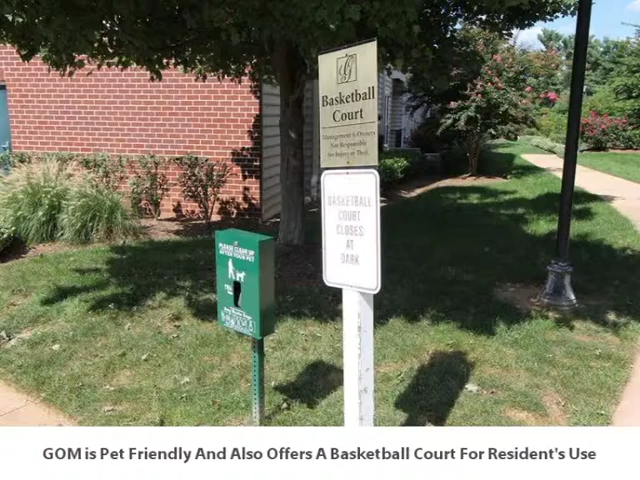 Basketball
Court
Management & Owners
Not Responsible
for Injury or Theft
BASKETBALL
COURT
CLOSES
AT
DARK
PLEASE CLEAN UP
AFTER YOUR PET
GOM is Pet Friendly And Also Offers A Basketball Court For Resident's Use